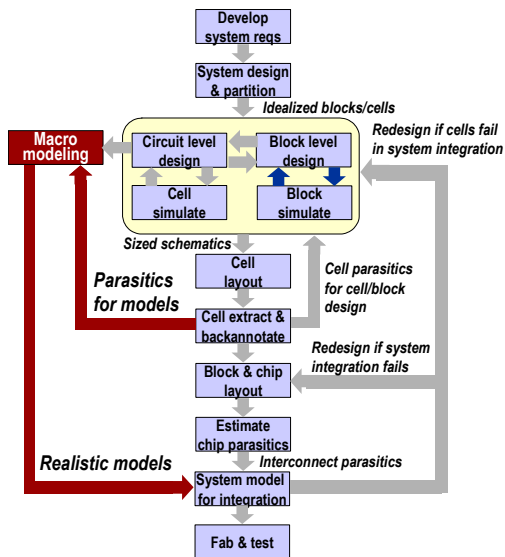 Develop
system reqs
System design
& partition
Idealized blocks/cells
Macro
modeling
Circuit level
design
Block level
design
Redesign if cells fail
in system integration
Cell
simulate
Block
simulate
Sized schematics
Cell
layout
Parasitics
for models
Cell parasitics
for cell/block
design
Cell extract &
backannotate
Redesign if system
integration fails
Block & chip
layout
Estimate
chip parasitics
Realistic models
Interconnect parasitics
System model
for integration
Fab & test